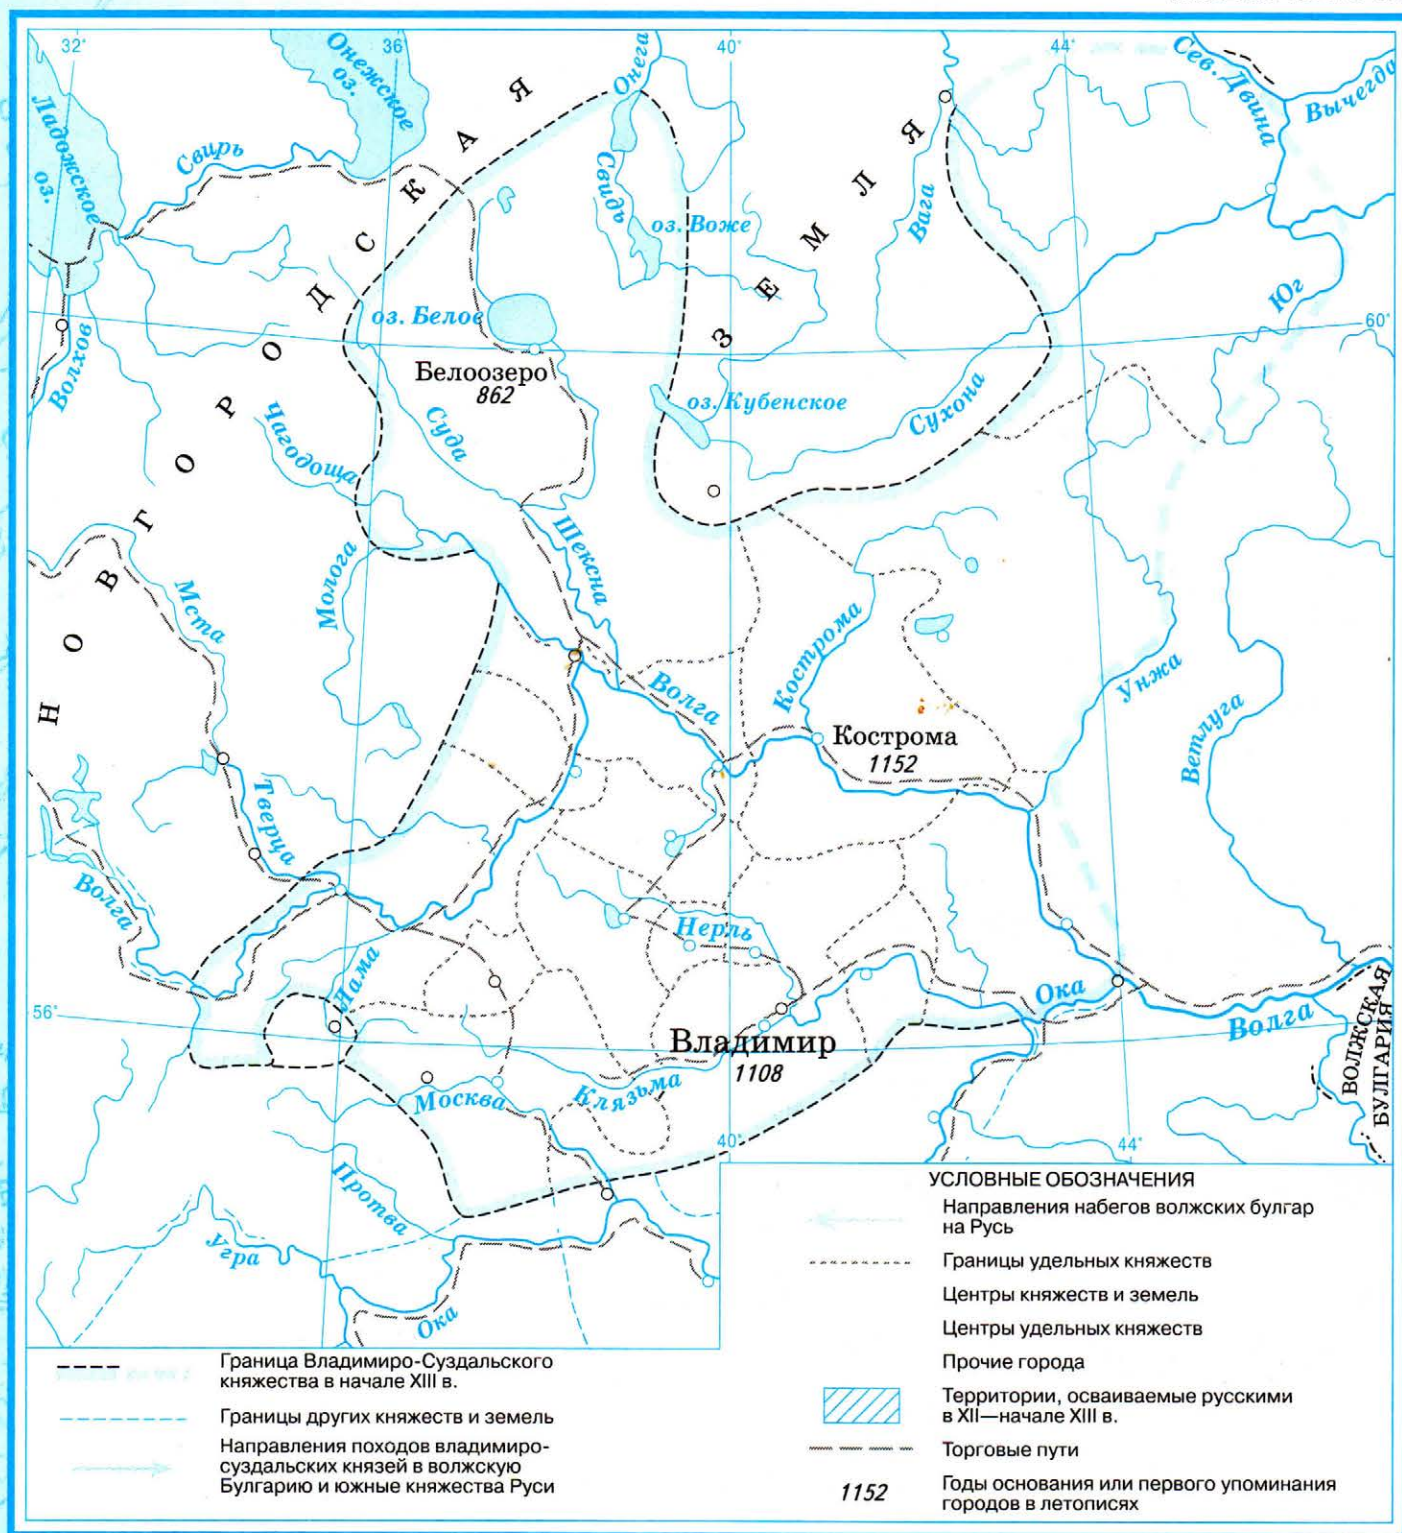 32°
36°
40°
44°
Ладожское
оз.
Онежское
оз.
Свирь
Онега
Свидь
оз. Воже
Вага
Сев. Двина
Вычегда
Юг
60°
НОВГОРОДСКАЯ
ЗЕМЛЯ
Волхов
оз. Белое
Белоозеро
862
оз. Кубенское
Сухона
Чагодоща
Суда
Шексна
Молога
Мста
Волга
Кострома
Кострома
1152
Унжа
Ветлуга
Тверца
Волга
Нерль
Лама
56°
Ока
Волга
ВОЛЖСКАЯ
БУЛГАРИЯ
Владимир
1108
Москва
Клязьма
40°
44°
Протва
Угра
Ока
УСЛОВНЫЕ ОБОЗНАЧЕНИЯ
Направления набегов волжских булгар
на Русь
Границы удельных княжеств
Центры княжеств и земель
Центры удельных княжеств
Прочие города
Территории, осваиваемые русскими
в XII—начале XIII в.
Торговые пути
1152
Годы основания или первого упоминания
городов в летописях
Граница Владимиро-Суздальского
княжества в начале XIII в.
Границы других княжеств и земель
Направления походов владимиро-
суздальских князей в волжскую
Булгарию и южные княжества Руси